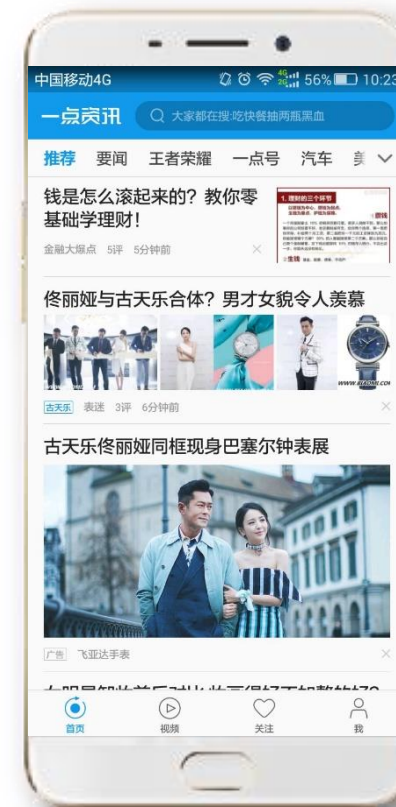 中国移动4G
4G
2G
56%
10:23
一点资讯
大家都在搜:吃快餐抽两瓶黑血
推荐 要闻 王者荣耀 一点号 汽车
钱是怎么滚起来的？教你零
基础学理财！
金融大爆点 5评 5分钟前
1. 理财的三个环节
佟丽娅与古天乐合体？男才女貌令人羡慕
古天乐 表迷 3评 6分钟前
古天乐佟丽娅同框现身巴塞尔钟表展
广告 飞亚达手表
首页 视频 关注 我